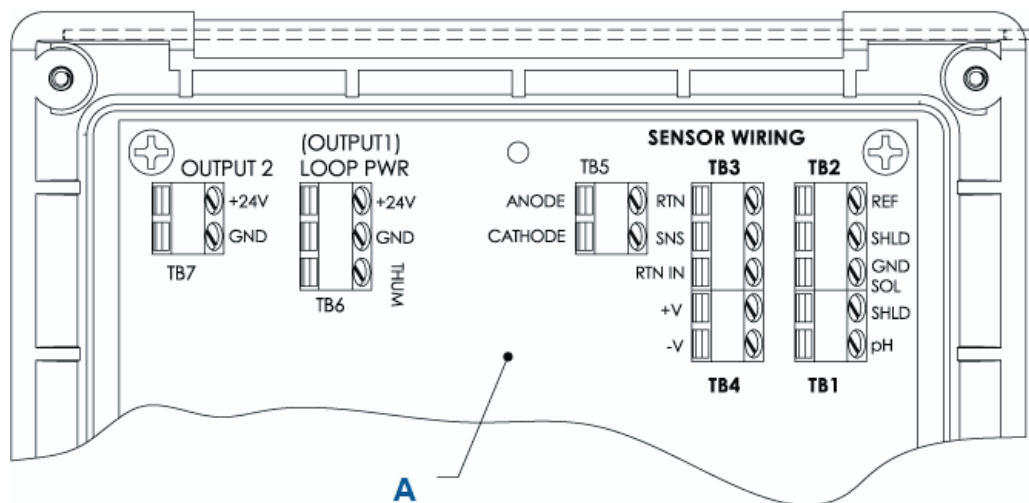 SENSOR WIRING
(OUTPUT1)
OUTPUT 2
LOOP PWR
TB5
TB3
TB2
+24V
GND
TB7
+24V
GND
THUM
TB6
ANODE
CATHODE
RTN
SNS
RTN IN
+V
-V
TB4
REF
SHLD
GND
SOL
SHLD
pH
TB1
A